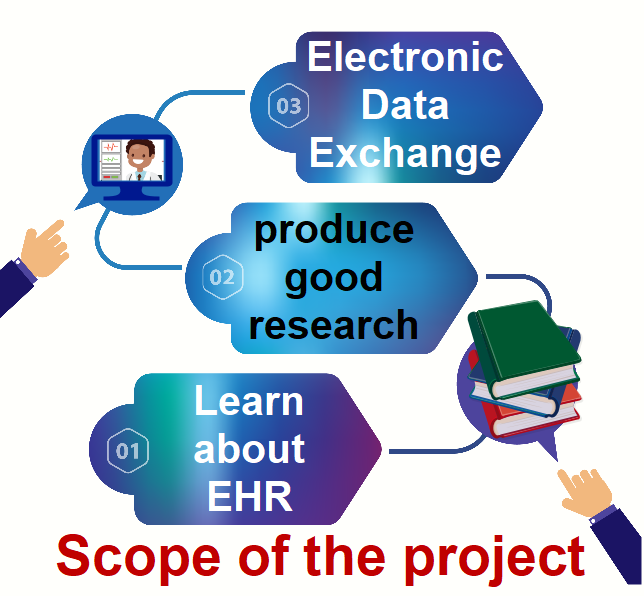 03
Electronic
Data
Exchange
02
produce
good
research
01
Learn
about
EHR
Scope of the project